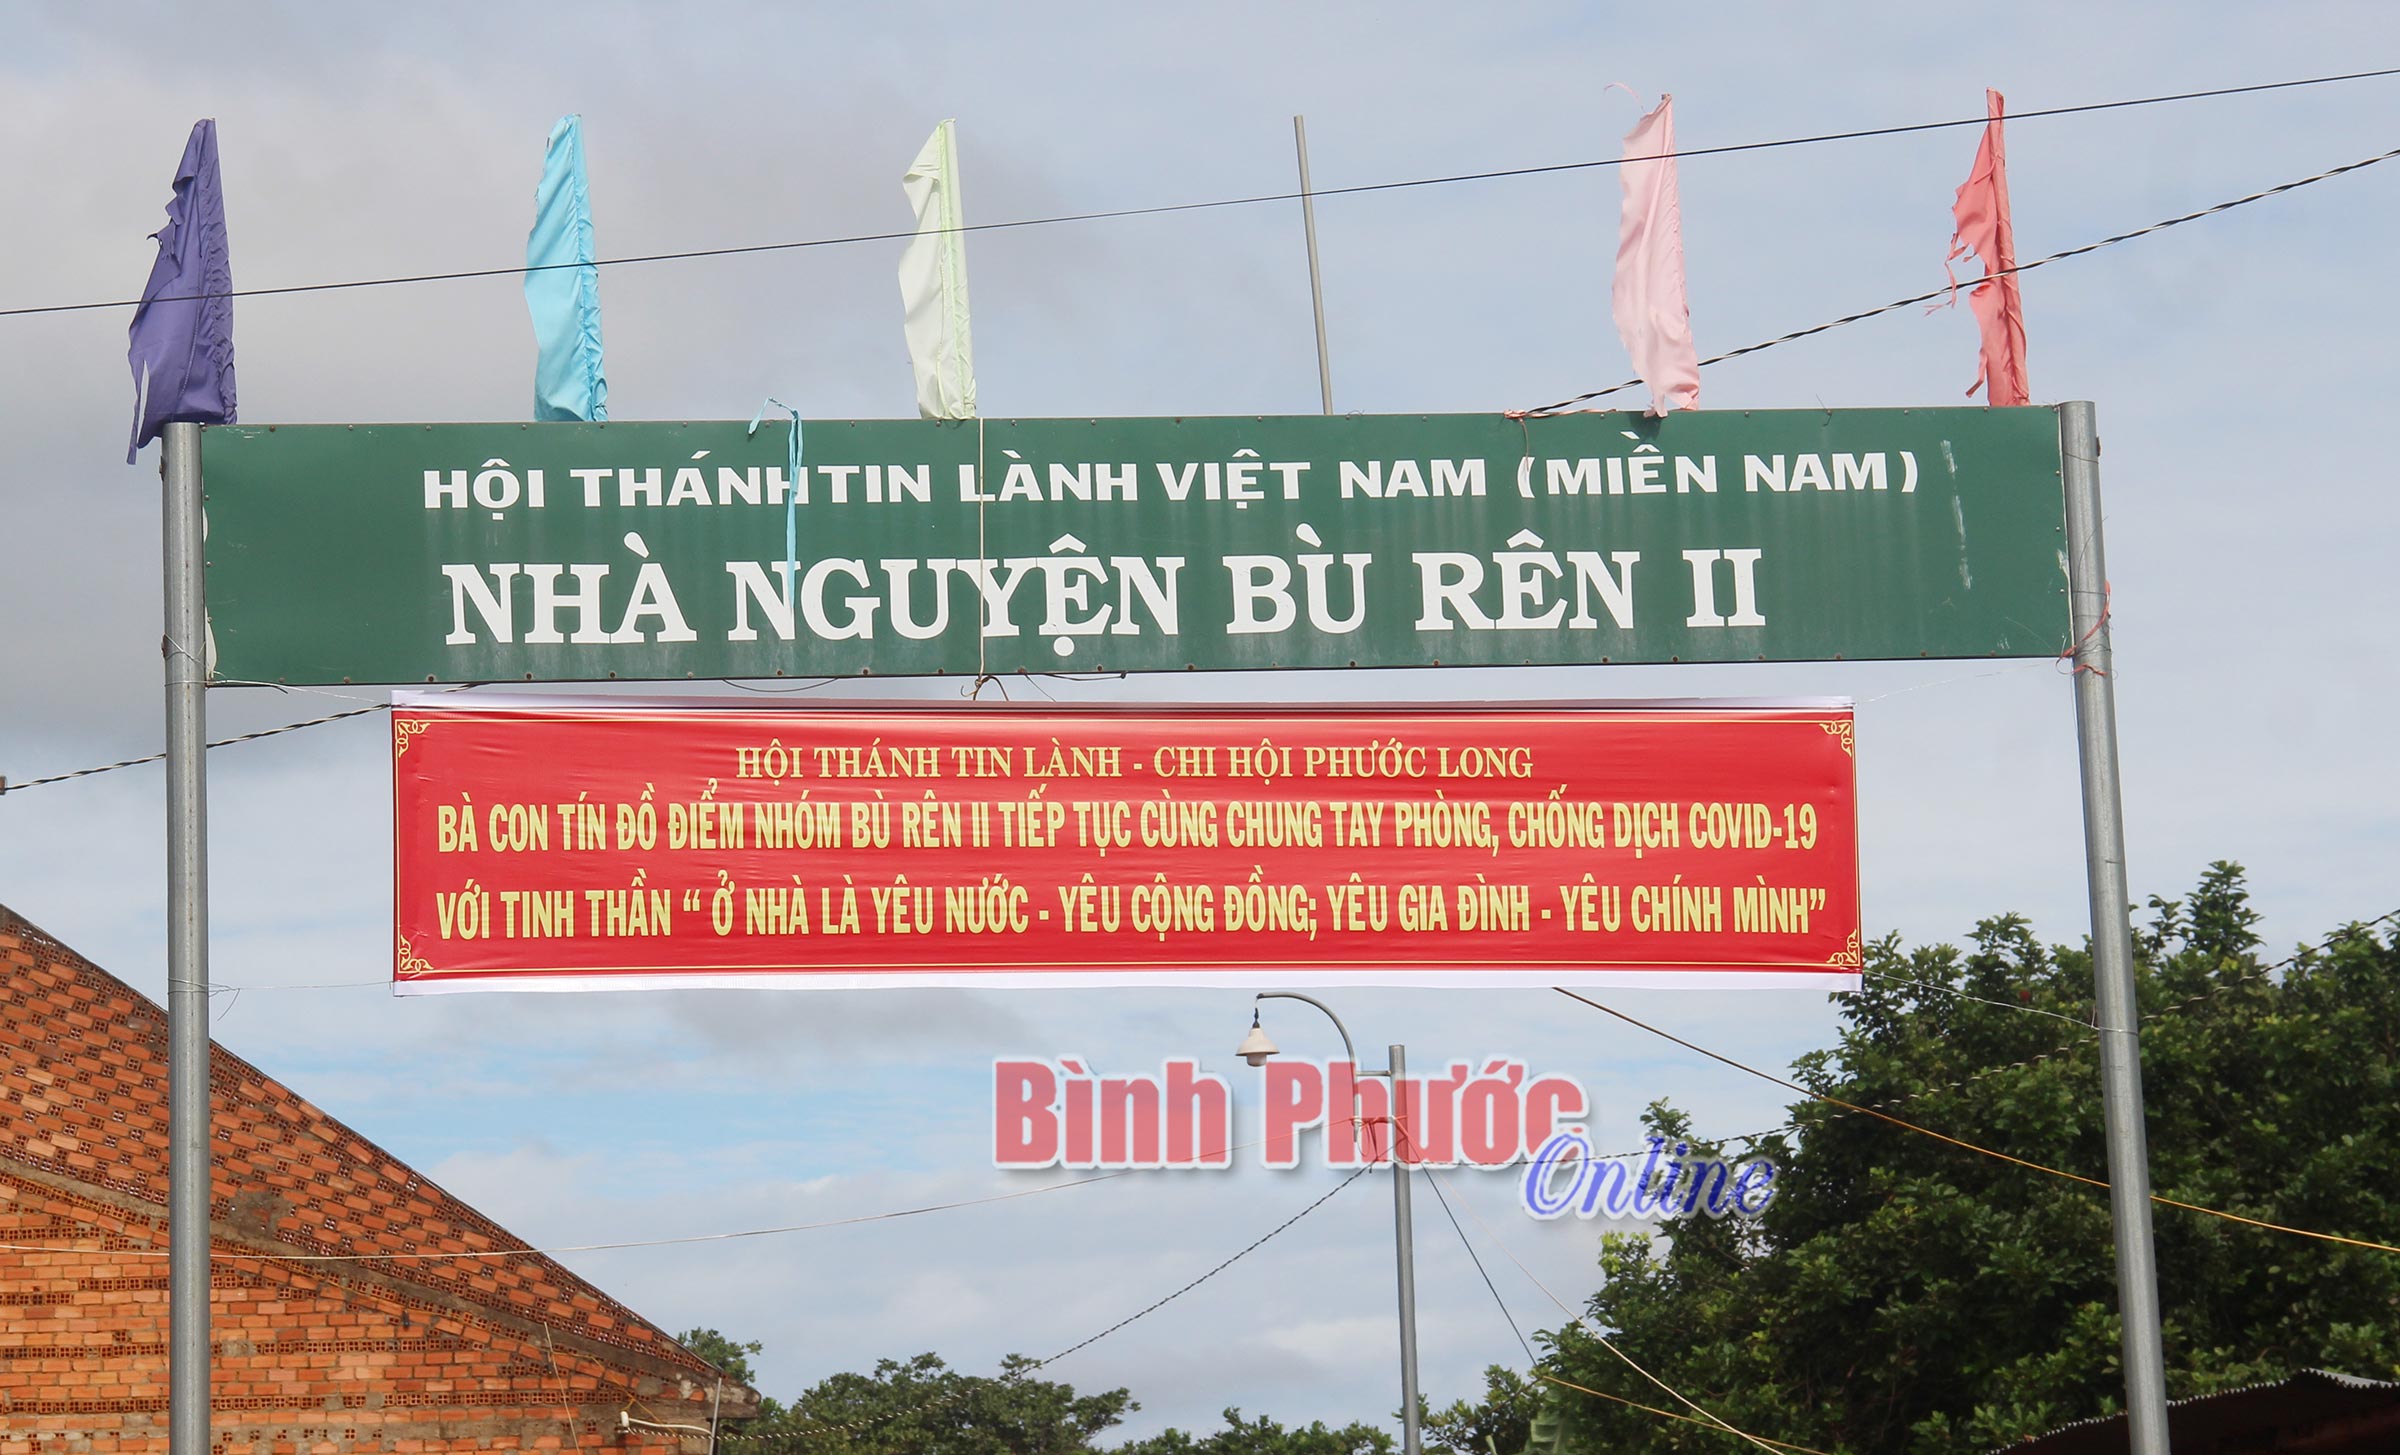 HỘI THÁNH TIN LÀNH VIỆT NAM (MIỀN NAM)
NHÀ NGUYỆN BÙ RÊN II
HỘI THÁNH TIN LÀNH - CHI HỘI PHƯỚC LONG
BÀ CON TÍN ĐỒ ĐIỂM NHÓM BÙ RÊN II TIẾP TỤC CÙNG CHUNG TAY PHÒNG, CHỐNG DỊCH COVID-19
VỚI TINH THẦN “ Ở NHÀ LÀ YÊU NƯỚC - YÊU CỘNG ĐỒNG; YÊU GIA ĐÌNH - YÊU CHÍNH MÌNH”
Bình Phước
Online